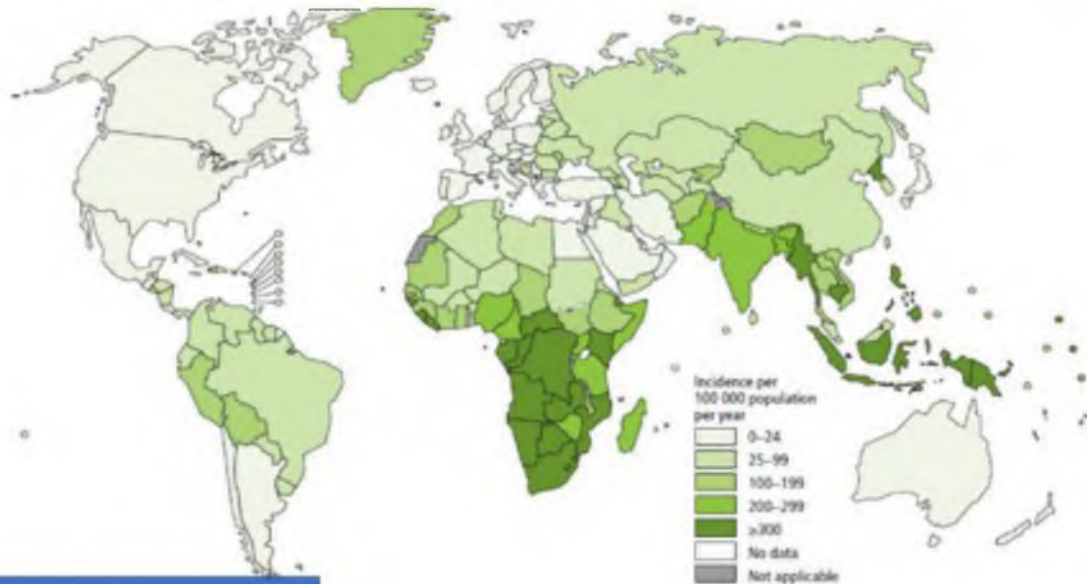 Incidence per
100 000 population
per year
0–24
25–99
100–199
200–299
≥300
No data
Not applicable